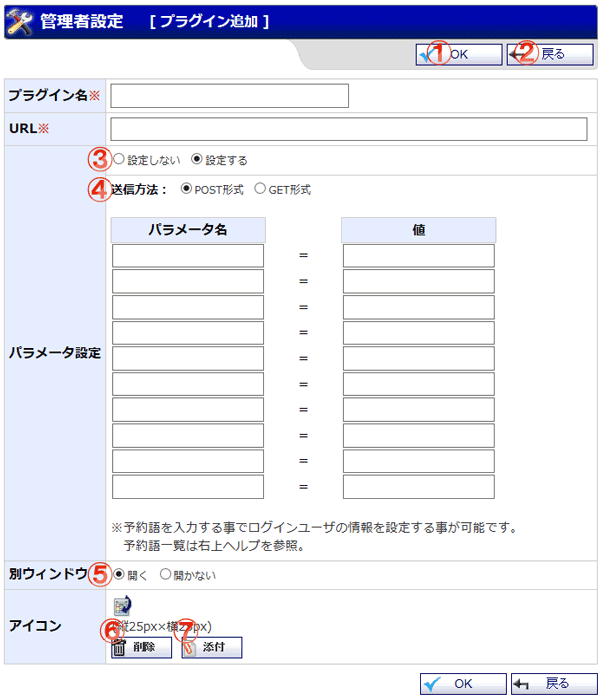 管理者設定 [ プラグイン追加 ]
① OK ② 戻る
プラグイン名※
URL※
③ 設定しない 設定する
④ 送信方法： POST形式 GET形式
パラメータ名 値
=
=
=
=
=
パラメータ設定
=
=
=
=
=
※予約語を入力する事でログインユーザの情報を設定する事が可能です。
予約語一覧は右上ヘルプを参照。
別ウィンドウ ⑤ 開く 開かない
アイコン
(縦25px×横25px)
⑥ 削除 ⑦ 添付
OK 戻る